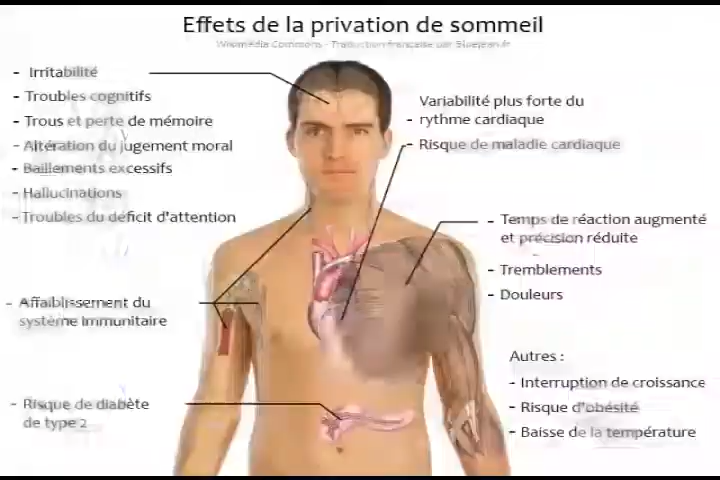 Effets de la privation de sommeil
Wikimédia Commons - Traduction française par Bluejean.fr
- Irritabilité
- Troubles cognitifs
- Trous et perte de mémoire
- Altération du jugement moral
- Baillements excessifs
- Hallucinations
- Troubles du déficit d'attention
- Affaiblissement du
système immunitaire
- Risque de diabète
de type 2
Variabilité plus forte du
- rythme cardiaque
- Risque de maladie cardiaque
- Temps de réaction augmenté
et précision réduite
- Tremblements
- Douleurs
Autres :
- Interruption de croissance
- Risque d'obésité
- Baisse de la température